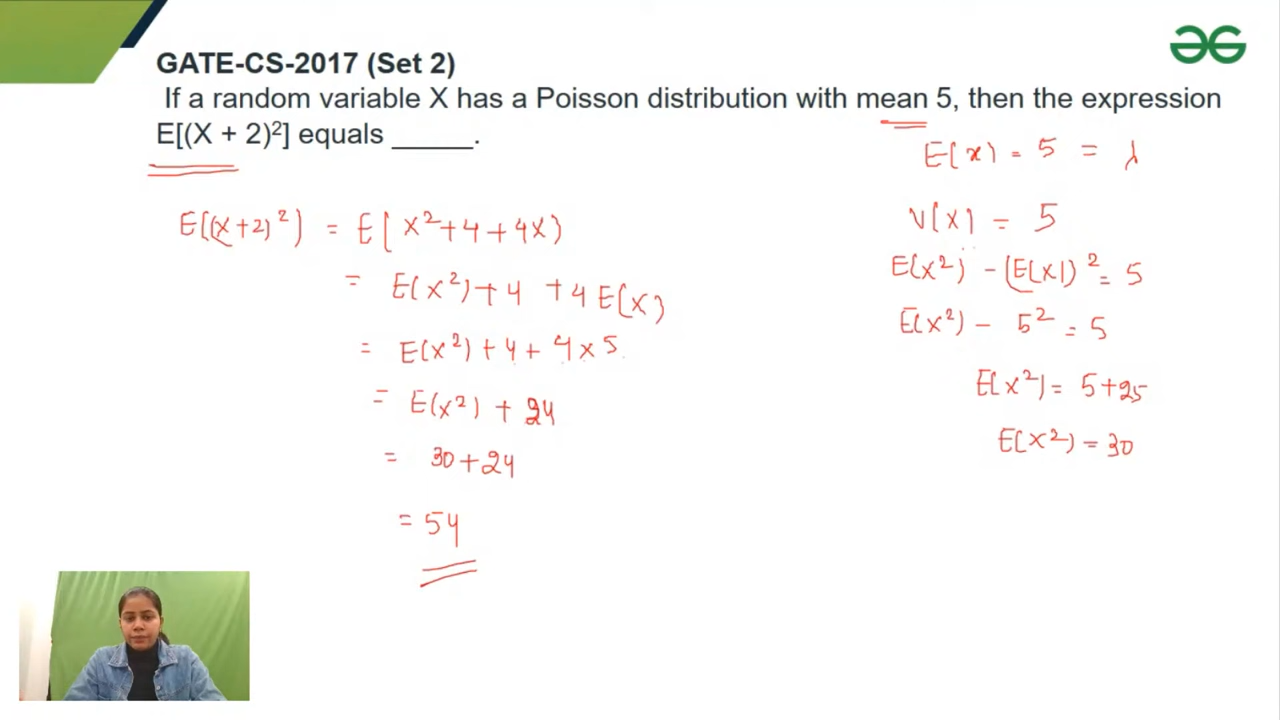 GATE-CS-2017 (Set 2)
If a random variable X has a Poisson distribution with mean 5, then the expression
E[(X + 2)²] equals _____.
E(x) = 5 = λ
V(x) = 5
E(x²) - (E(x))² = 5
E(x²) - 5² = 5
E(x²) = 5+25
E(x²) = 30
E((x+2)²) = E(x²+4+4x)
= E(x²)+4 +4E(x)
= E(x²)+4+4×5
= E(x²)+24
= 30+24
= 54